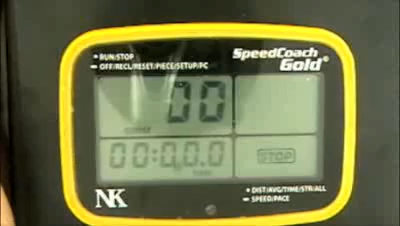 • RUN/STOP
— OFF/RECL/RESET/PIECE/SETUP/PC
SpeedCoach
Gold®
00
00:00.0
STOP
NK
• DIST/AVG/TIME/STR/ALL
— SPEED/PACE